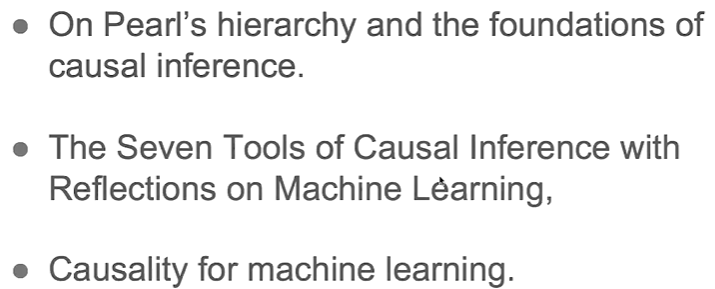 ● On Pearl's hierarchy and the foundations of
causal inference.
● The Seven Tools of Causal Inference with
Reflections on Machine Learning,
● Causality for machine learning.